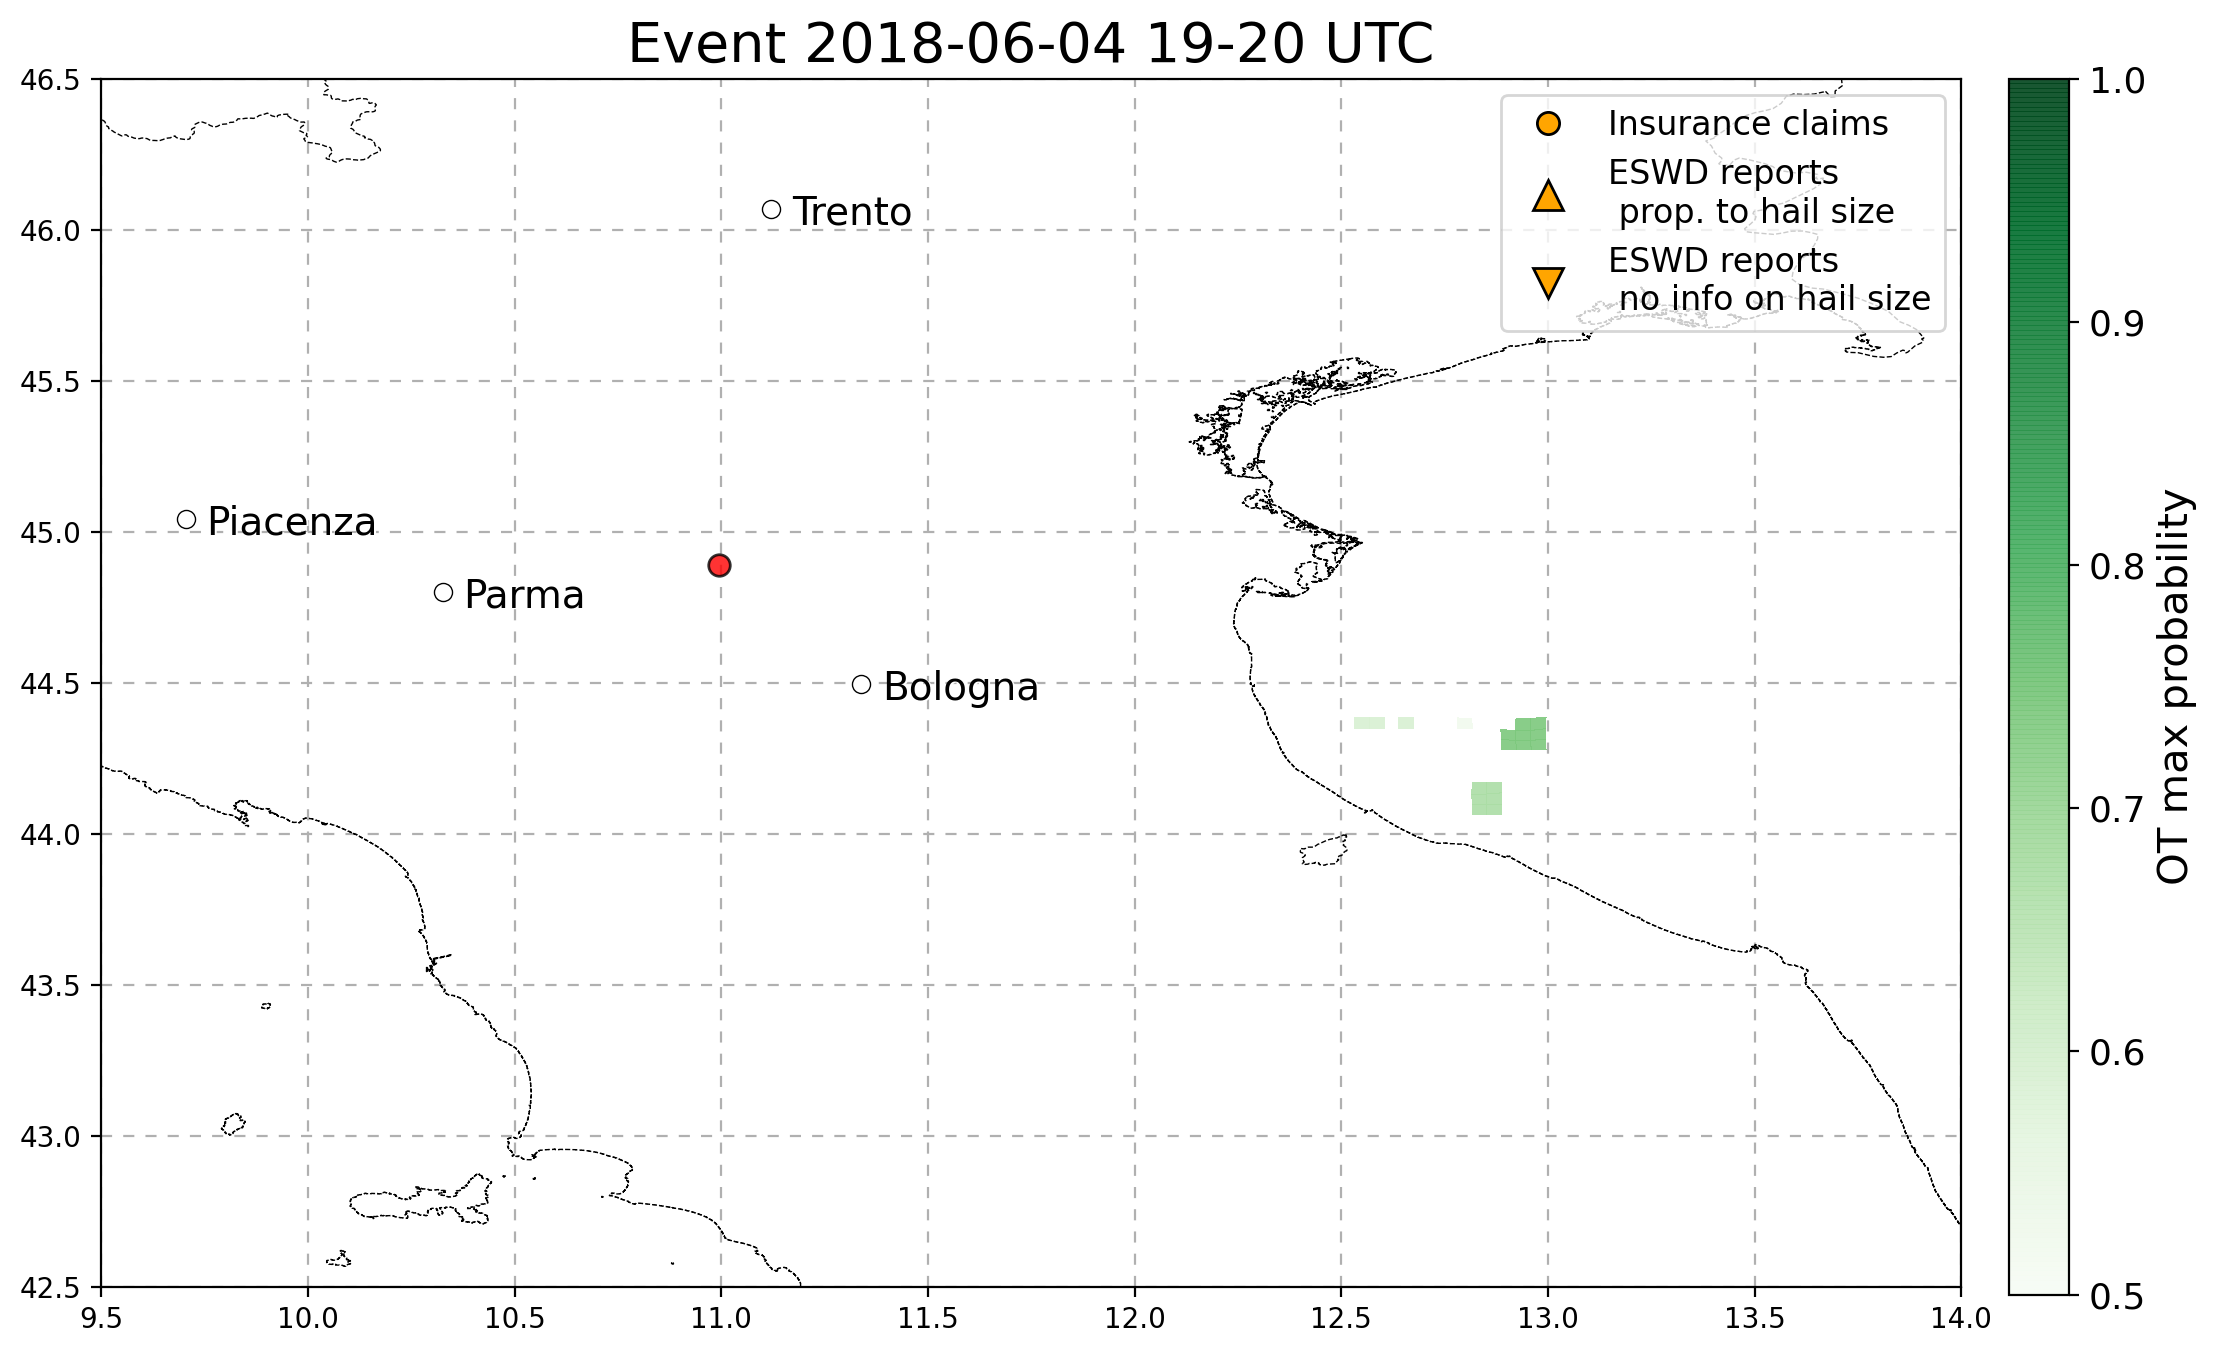 Event 2018-06-04 19-20 UTC
46.5
46.0
45.5
45.0
44.5
44.0
43.5
43.0
42.5
9.5
10.0
10.5
11.0
11.5
12.0
12.5
13.0
13.5
14.0
Trento
Piacenza
Parma
Bologna
Insurance claims
ESWD reports
prop. to hail size
ESWD reports
no info on hail size
1.0
0.9
0.8
0.7
0.6
0.5
OT max probability